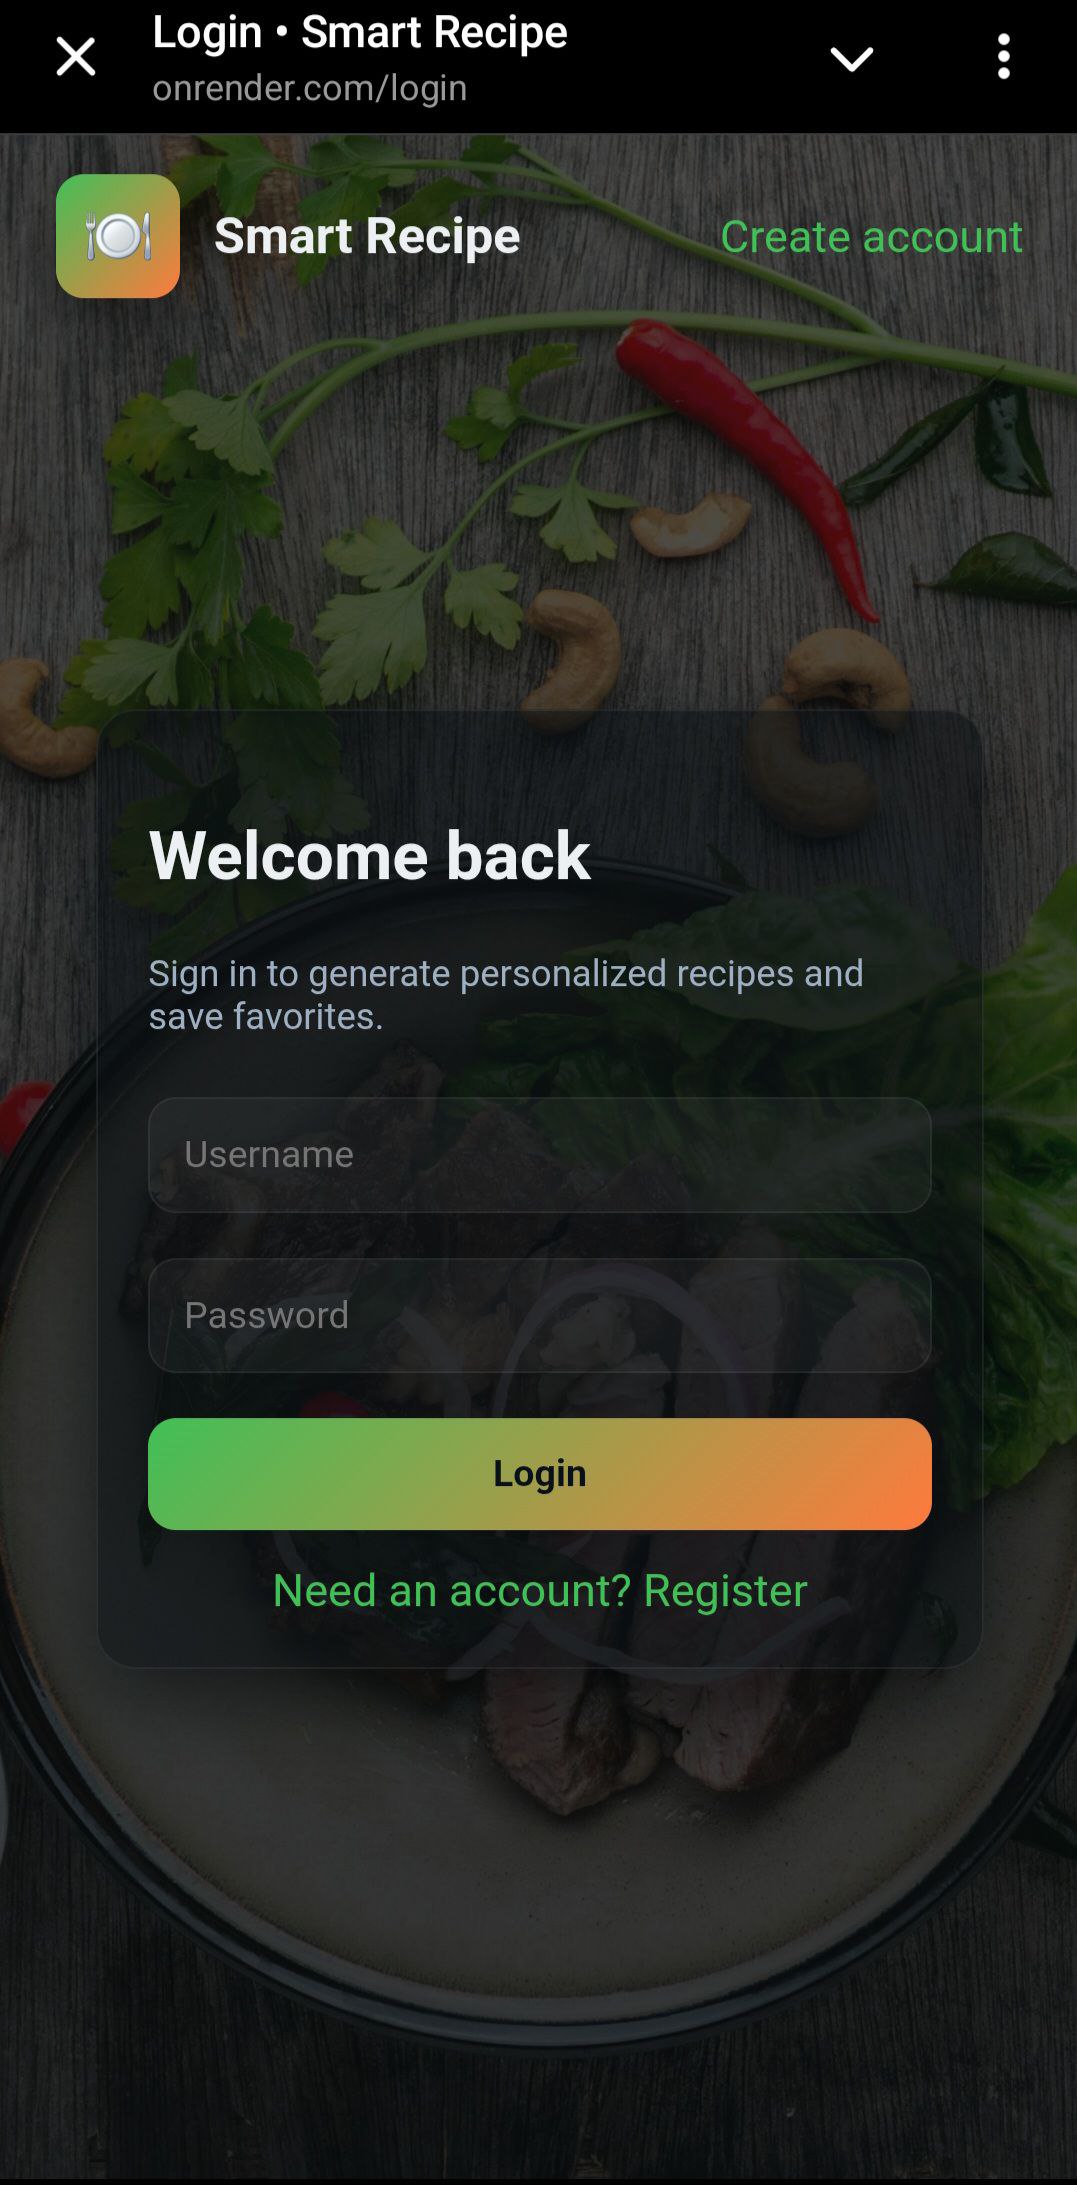 Login • Smart Recipe
onrender.com/login
Smart Recipe
Create account
Welcome back
Sign in to generate personalized recipes and
save favorites.
Username
Password
Login
Need an account? Register